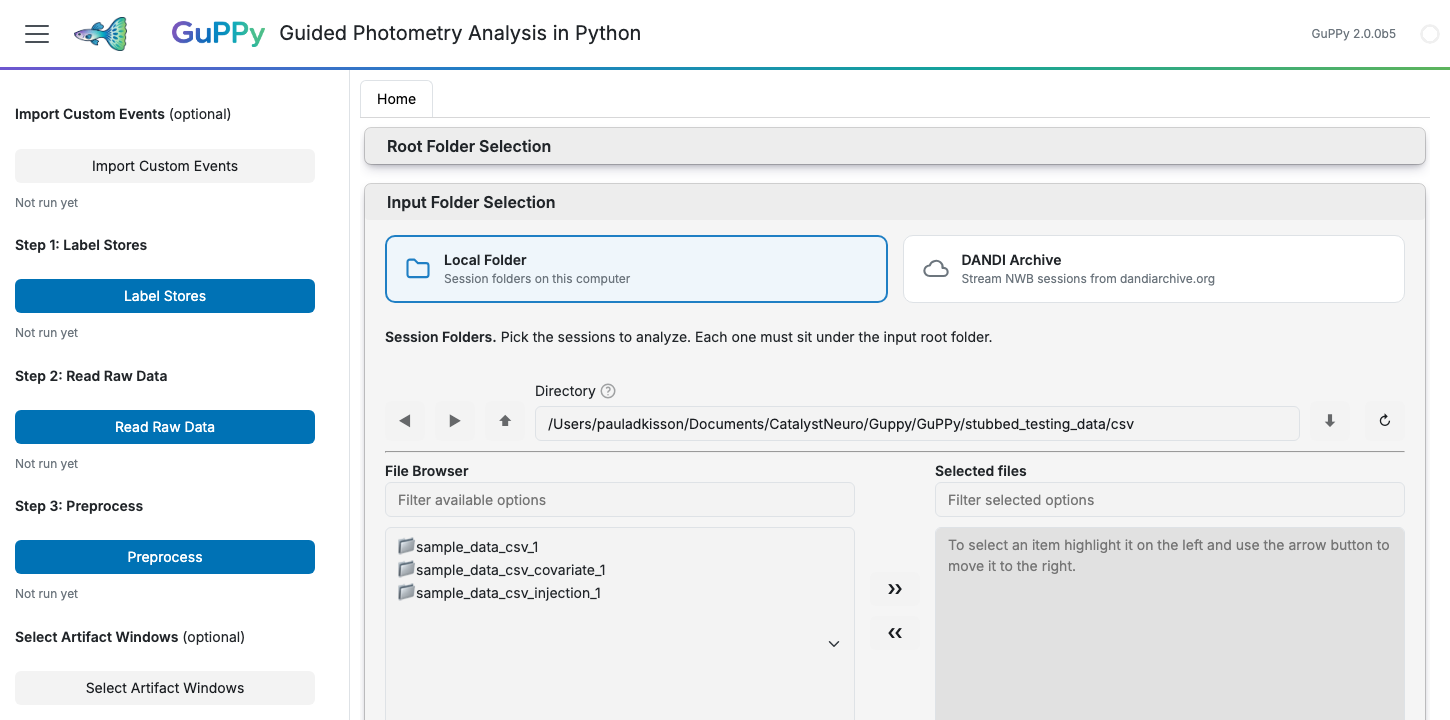 GuPPy Guided Photometry Analysis in Python
GuPPy 2.0.0b5
Import Custom Events (optional)
Import Custom Events
Not run yet
Step 1: Label Stores
Label Stores
Not run yet
Step 2: Read Raw Data
Read Raw Data
Not run yet
Step 3: Preprocess
Preprocess
Not run yet
Select Artifact Windows (optional)
Select Artifact Windows
Home
Root Folder Selection
Input Folder Selection
Local Folder
Session folders on this computer
DANDI Archive
Stream NWB sessions from dandiarchive.org
Session Folders. Pick the sessions to analyze. Each one must sit under the input root folder.
Directory
/Users/pauladkisson/Documents/CatalystNeuro/Guppy/GuPPy/stubbed_testing_data/csv
File Browser
Filter available options
sample_data_csv_1
sample_data_csv_covariate_1
sample_data_csv_injection_1
Selected files
Filter selected options
To select an item highlight it on the left and use the arrow button to
move it to the right.